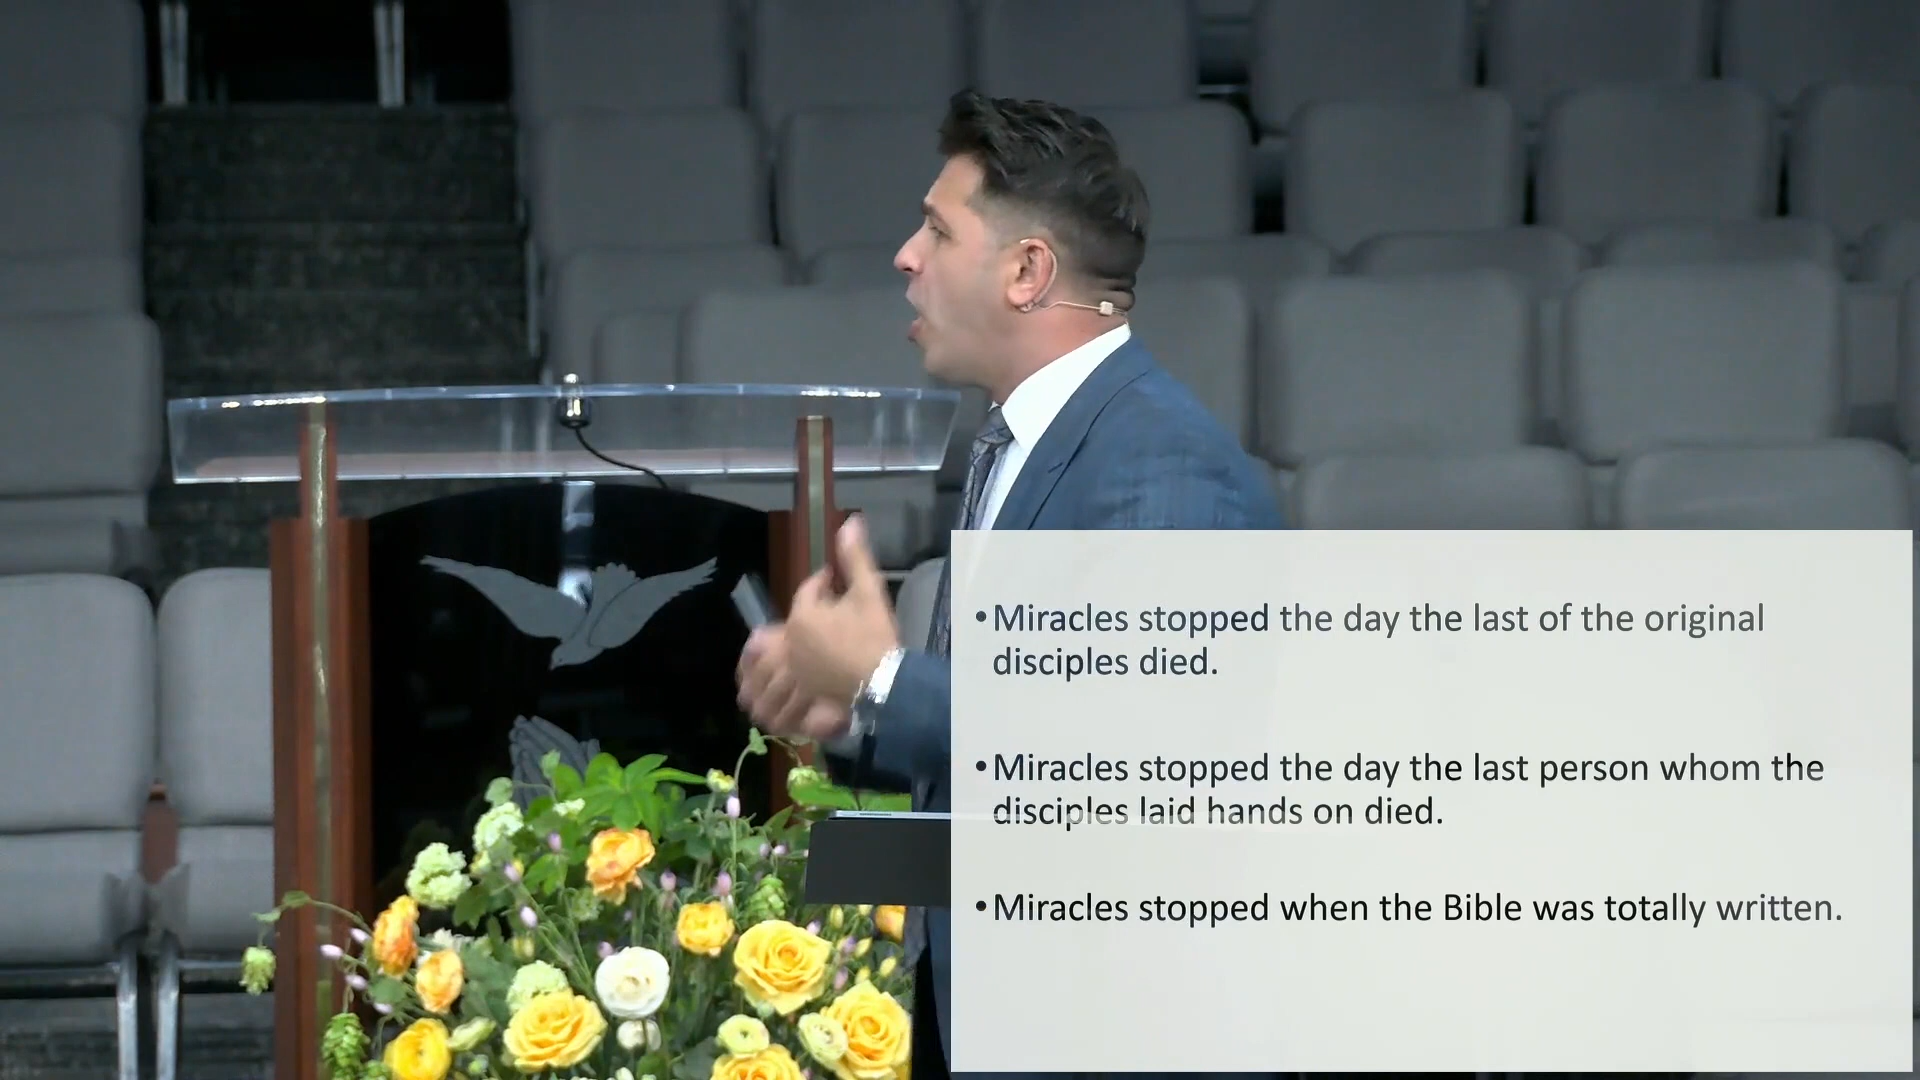 •Miracles stopped the day the last of the original
disciples died.
•Miracles stopped the day the last person whom the
disciples laid hands on died.
•Miracles stopped when the Bible was totally written.